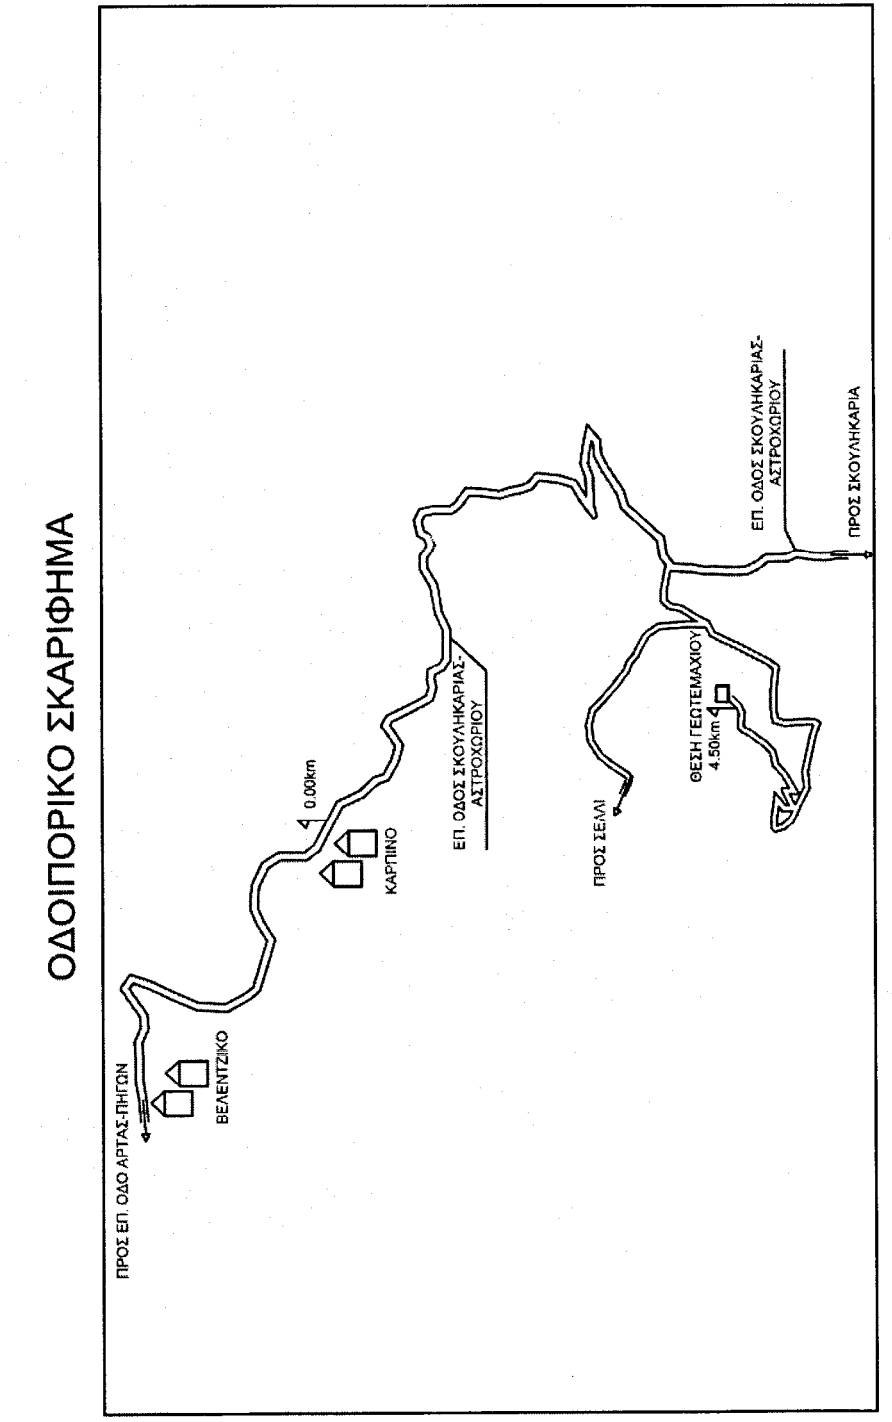 ΟΔΟΙΠΟΡΙΚΟ ΣΚΑΡΙΦΗΜΑ
ΠΡΟΣ ΕΠ. ΟΔΟ ΑΡΤΑΣ-ΠΗΓΩΝ
ΒΕΛΕΝΤΖΙΚΟ
0.00km
ΚΑΡΠΙΝΟ
ΕΠ. ΟΔΟΣ ΣΚΟΥΛΗΚΑΡΙΑΣ-
ΑΣΤΡΟΧΩΡΙΟΥ
ΠΡΟΣ ΣΕΛΛΙ
ΘΕΣΗ ΓΕΩΤΕΜΑΧΙΟΥ
4.50km
ΕΠ. ΟΔΟΣ ΣΚΟΥΛΗΚΑΡΙΑΣ-
ΑΣΤΡΟΧΩΡΙΟΥ
ΠΡΟΣ ΣΚΟΥΛΗΚΑΡΙΑ